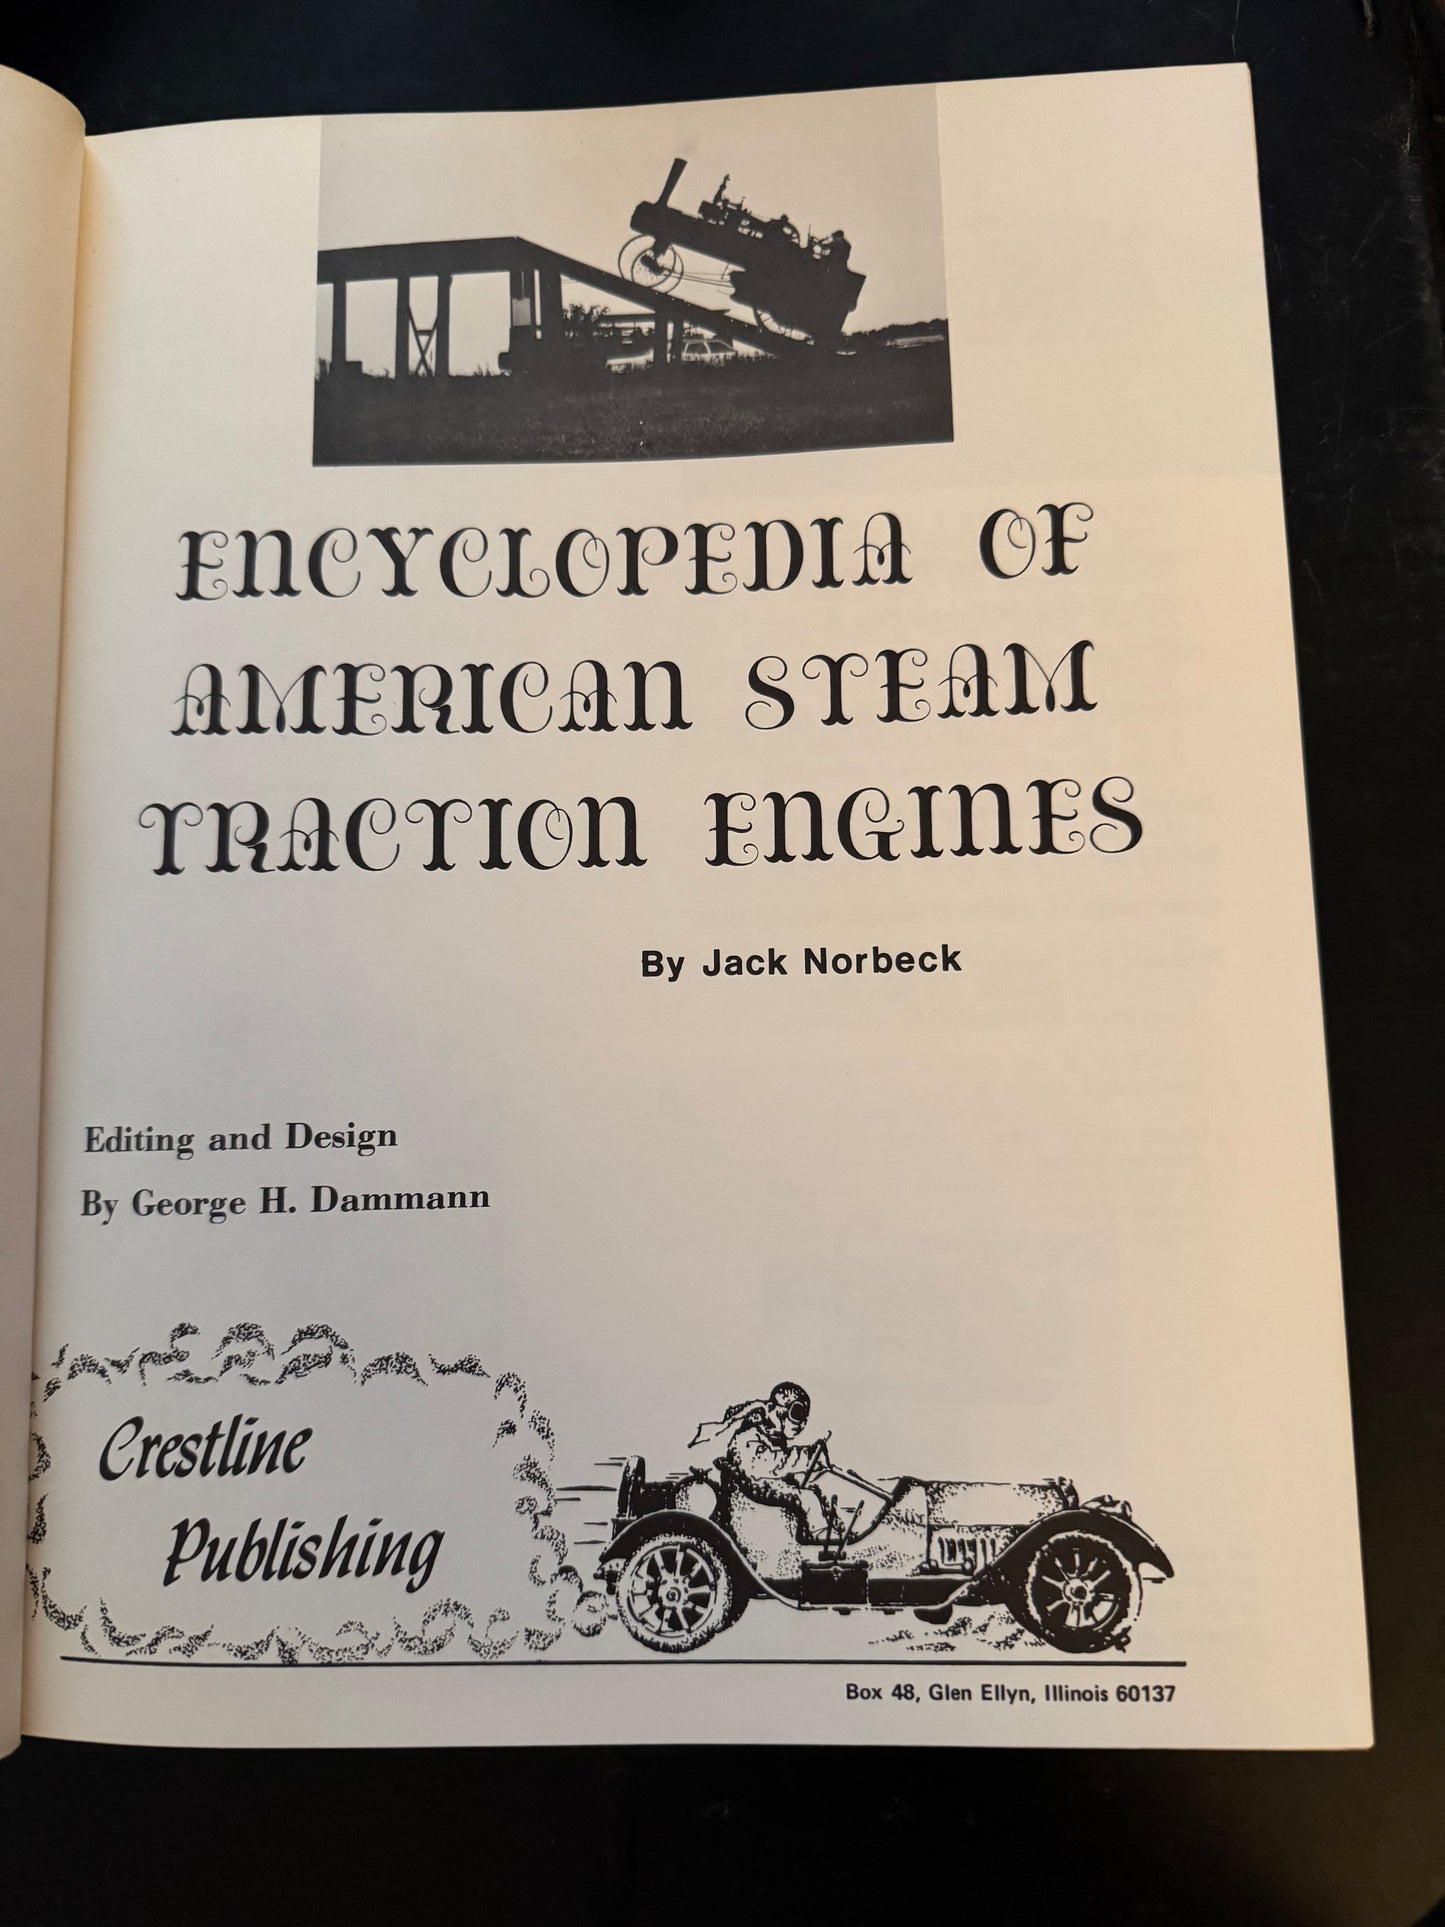 ENCYCLOPEDIA OF
AMERICAN STEAM
TRACTION ENGINES
By Jack Norbeck
Editing and Design
By George H. Dammann
Crestline
Publishing
Box 48, Glen Ellyn, Illinois 60137